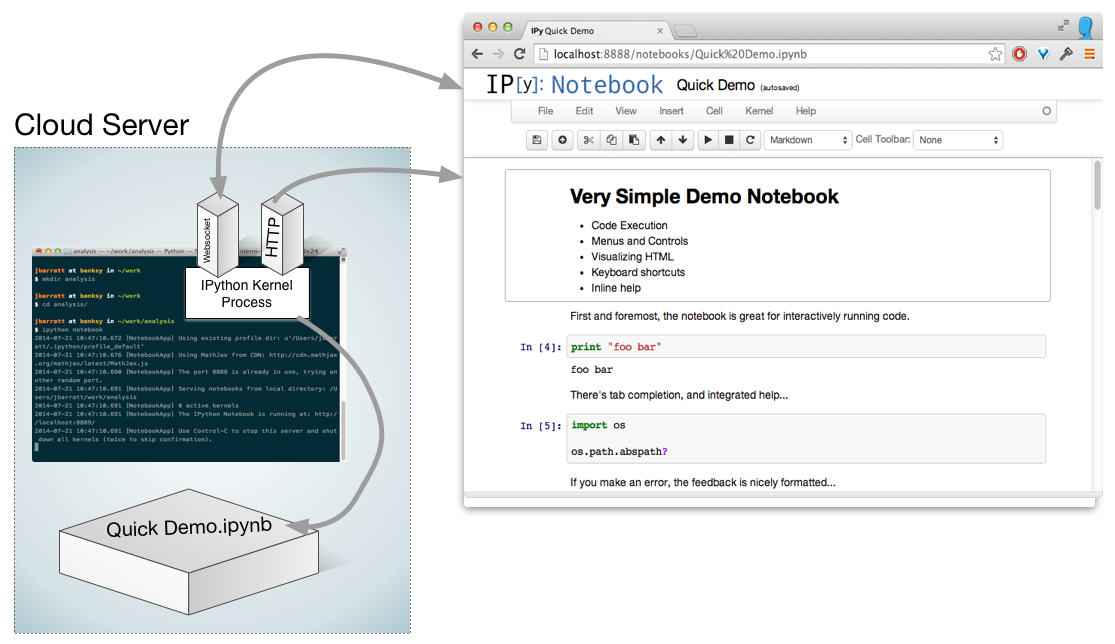 Cloud Server
Websocket
HTTP
analysis — ~/work/analysis — Python —
jbarratt at banksy in ~/work
$ mkdir analysis
jbarratt at banksy in ~/work
$ cd analysis/
jbarratt at banksy in ~/work/analysis
$ ipython notebook
2014-07-21 10:47:10.672 [NotebookApp] Using existing profile dir: u'/Users/jbarr
att/.ipython/profile_default'
2014-07-21 10:47:10.676 [NotebookApp] Using MathJax from CDN: http://cdn.mathjax
.org/mathjax/latest/MathJax.js
2014-07-21 10:47:10.690 [NotebookApp] The port 8888 is already in use, trying an
other random port.
2014-07-21 10:47:10.691 [NotebookApp] Serving notebooks from local directory: /U
sers/jbarratt/work/analysis
2014-07-21 10:47:10.691 [NotebookApp] 0 active kernels
2014-07-21 10:47:10.691 [NotebookApp] The IPython Notebook is running at: http:/
/localhost:8889/
2014-07-21 10:47:10.691 [NotebookApp] Use Control-C to stop this server and shut
down all kernels (twice to skip confirmation).
IPython Kernel
Process
Quick Demo.ipynb
IPy Quick Demo
localhost:8888/notebooks/Quick%20Demo.ipynb
IP[y]: Notebook Quick Demo (autosaved)
File Edit View Insert Cell Kernel Help
Markdown Cell Toolbar: None
Very Simple Demo Notebook
• Code Execution
• Menus and Controls
• Visualizing HTML
• Keyboard shortcuts
• Inline help
First and foremost, the notebook is great for interactively running code.
In [4]: print "foo bar"
foo bar
There's tab completion, and integrated help...
In [5]: import os
os.path.abspath?
If you make an error, the feedback is nicely formatted...